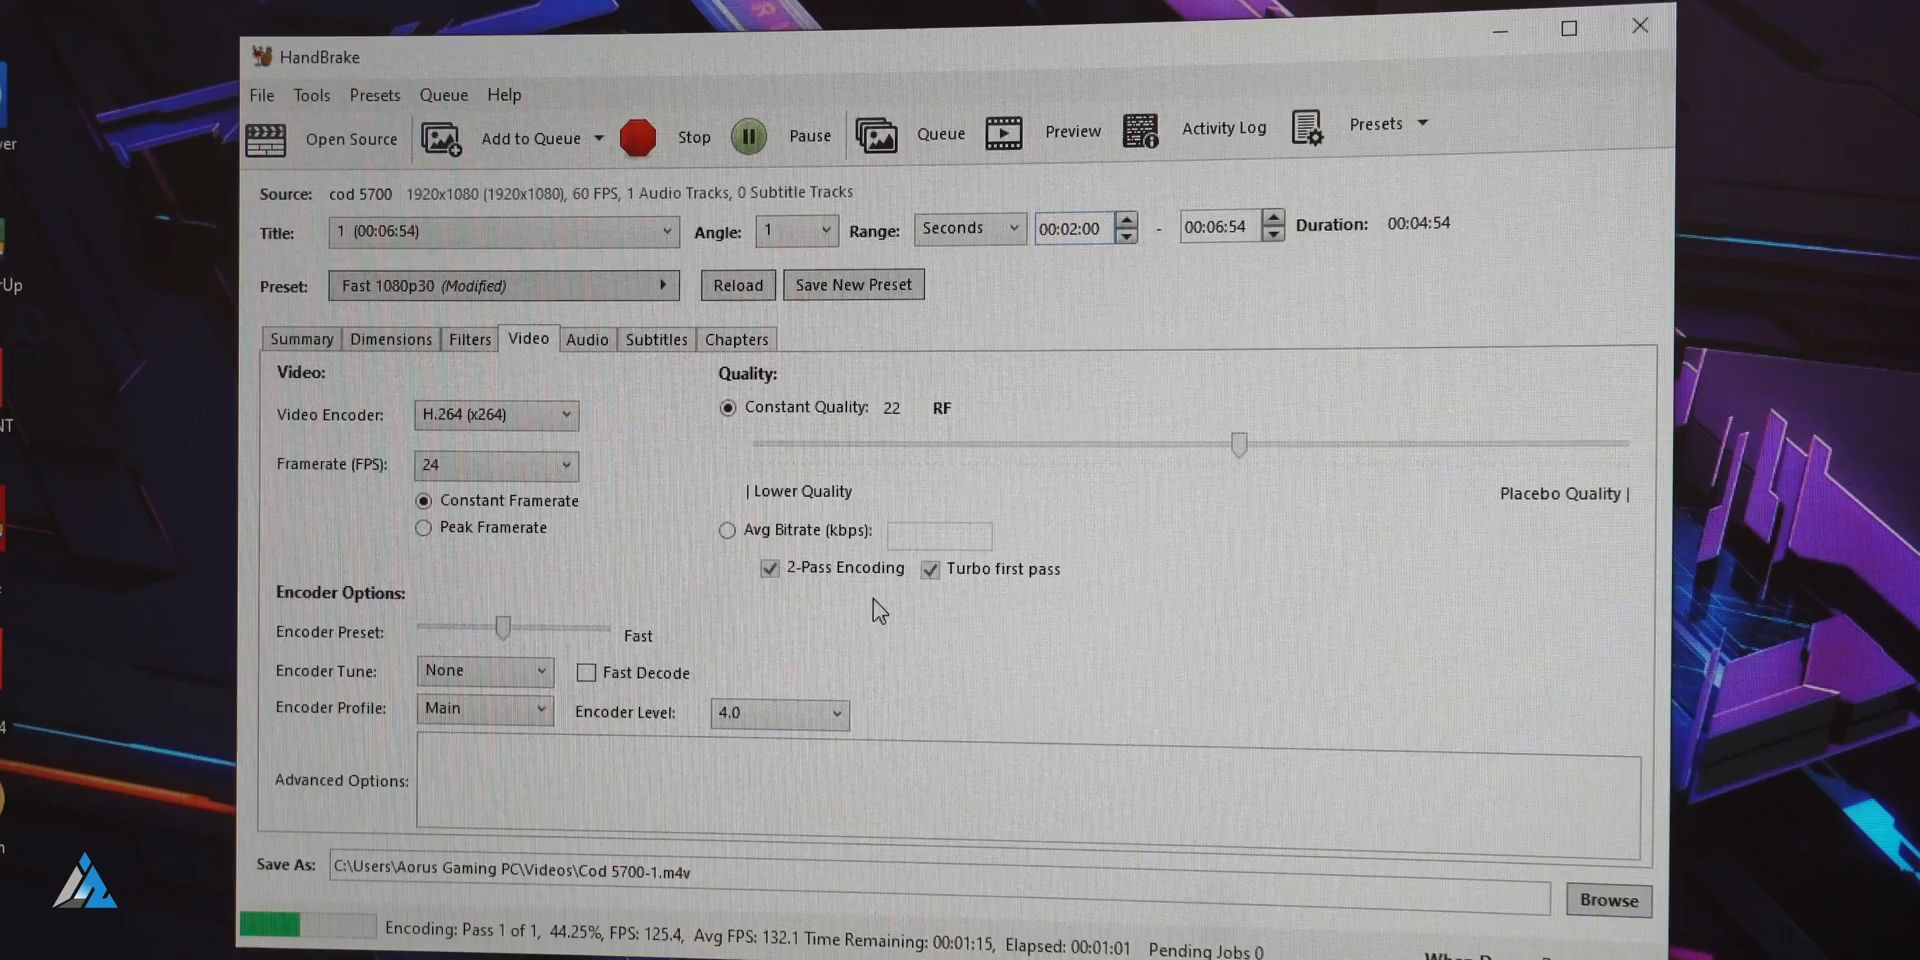 HandBrake
File Tools Presets Queue Help
Open Source Add to Queue Stop Pause Queue Preview Activity Log Presets
Source: cod 5700 1920x1080 (1920x1080), 60 FPS, 1 Audio Tracks, 0 Subtitle Tracks
Title: 1 (00:06:54) Angle: 1 Range: Seconds 00:02:00 - 00:06:54 Duration: 00:04:54
Preset: Fast 1080p30 (Modified) Reload Save New Preset
Summary Dimensions Filters Video Audio Subtitles Chapters
Video: Quality:
Video Encoder: H.264 (x264) Constant Quality: 22 RF
Framerate (FPS): 24
| Lower Quality Placebo Quality |
Constant Framerate
Peak Framerate Avg Bitrate (kbps):
2-Pass Encoding Turbo first pass
Encoder Options:
Encoder Preset: Fast
Encoder Tune: None Fast Decode
Encoder Profile: Main Encoder Level: 4.0
Advanced Options:
Save As: C:\Users\Aorus Gaming PC\Videos\Cod 5700-1.m4v
Browse
Encoding: Pass 1 of 1, 44.25%, FPS: 125.4, Avg FPS: 132.1 Time Remaining: 00:01:15, Elapsed: 00:01:01 Pending Jobs 0